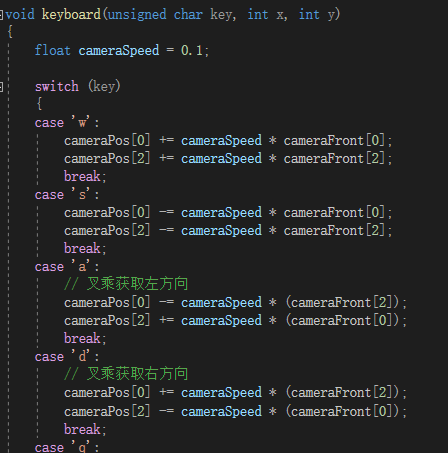 void keyboard(unsigned char key, int x, int y)
{
float cameraSpeed = 0.1;
switch (key)
{
case 'w':
cameraPos[0] += cameraSpeed * cameraFront[0];
cameraPos[2] += cameraSpeed * cameraFront[2];
break;
case 's':
cameraPos[0] -= cameraSpeed * cameraFront[0];
cameraPos[2] -= cameraSpeed * cameraFront[2];
break;
case 'a':
// 叉乘获取左方向
cameraPos[0] -= cameraSpeed * (cameraFront[2]);
cameraPos[2] += cameraSpeed * (cameraFront[0]);
break;
case 'd':
// 叉乘获取右方向
cameraPos[0] += cameraSpeed * (cameraFront[2]);
cameraPos[2] -= cameraSpeed * (cameraFront[0]);
break;
case 'q':